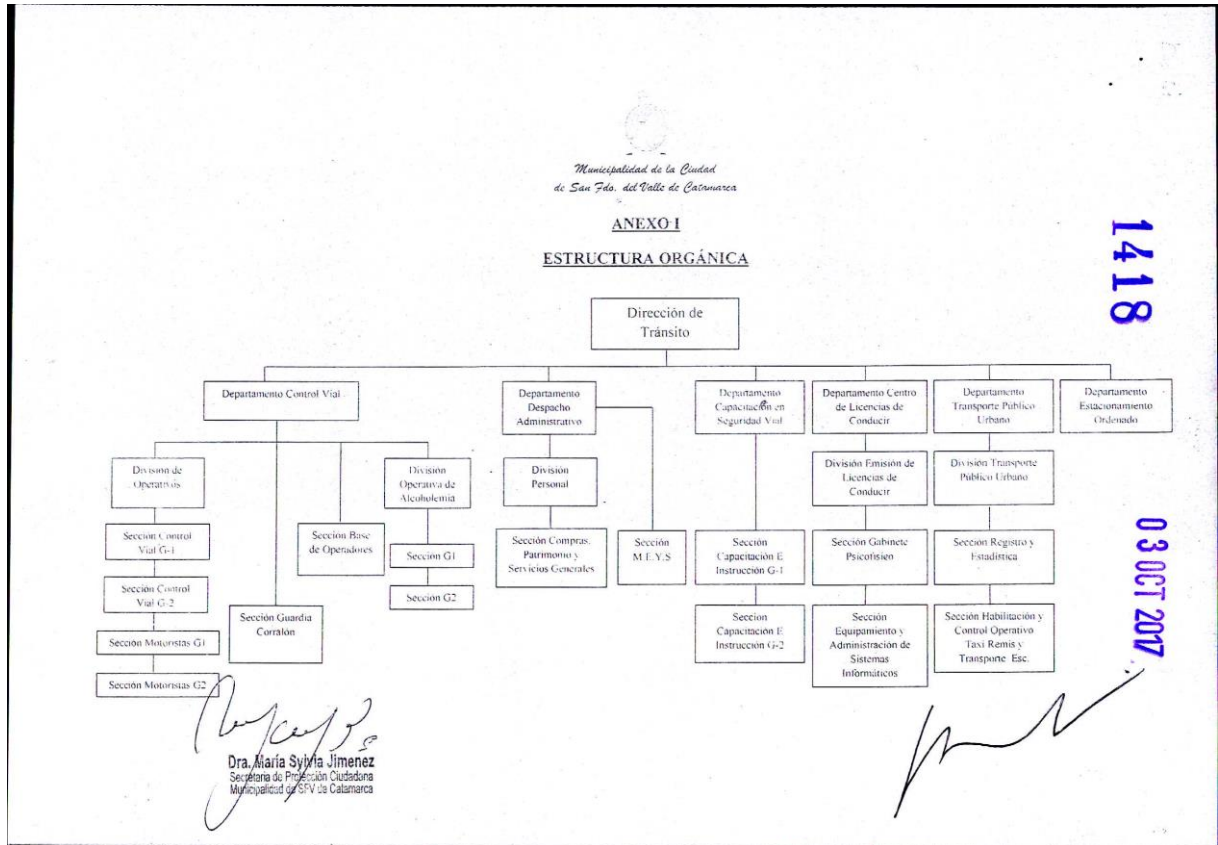 Municipalidad de la Ciudad
de San Fdo. del Valle de Catamarca
ANEXO I
ESTRUCTURA ORGÁNICA
1418
Dirección de
Tránsito
Departamento Control Vial
Departamento
Despacho
Administrativo
Departamento
Capacitación en
Seguridad Vial
Departamento Centro
de Licencias de
Conducir
Departamento
Transporte Público
Urbano
Departamento
Estacionamiento
Ordenado
División de
Operativos
División
Operativa de
Alcoholemia
División
Personal
División Emisión de
Licencias de
Conducir
División Transporte
Público Urbano
Sección Control
Vial G-1
Sección Base
de Operadores
Sección G1
Sección Compras,
Patrimonio y
Servicios Generales
Sección
M.E.Y.S
Sección
Capacitación E
Instrucción G-1
Sección Gabinete
Psicofísico
Sección Registro y
Estadística
03 OCT 2017
Sección Control
Vial G-2
Sección G2
Sección Guardia
Corralón
Seccion
Capacitación E
Instrucción G-2
Sección
Equipamiento y
Administración de
Sistemas
Informáticos
Sección Habilitación y
Control Operativo
Taxi Remis y
Transporte Esc.
Sección Motoristas G1
Sección Motoristas G2
Dra. María Sylvia Jimenez
Secretaria de Protección Ciudadana
Municipalidad de SFV de Catamarca